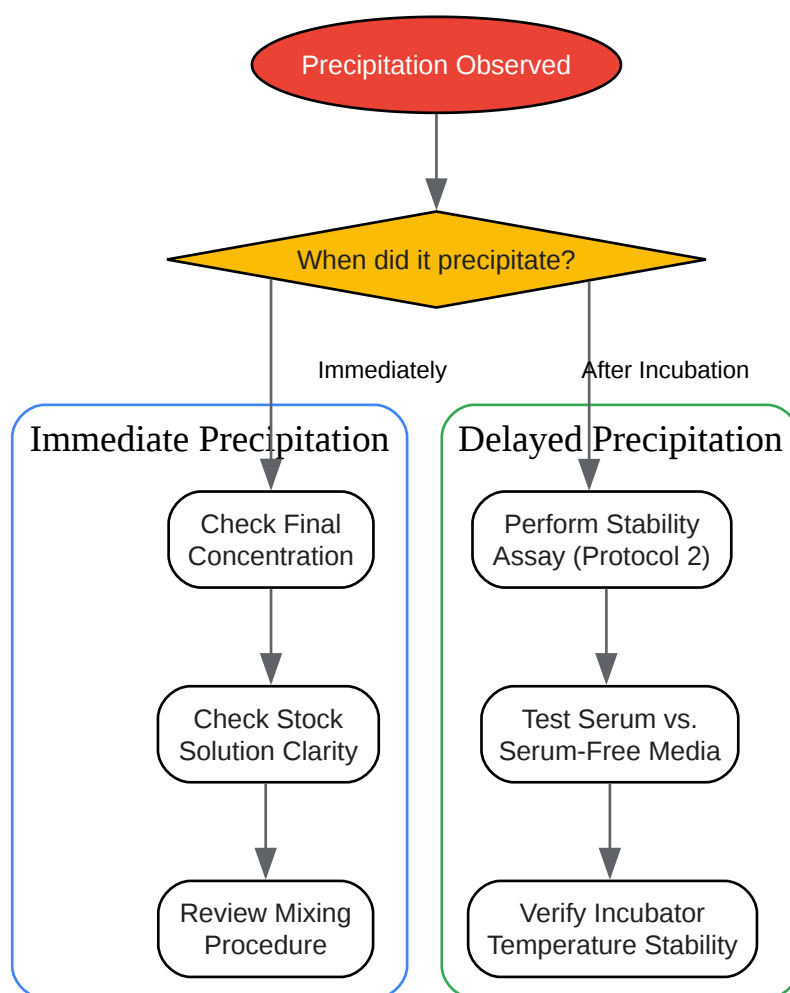 Precipitation Observed
When did it precipitate?
Immediately
After Incubation
Immediate Precipitation
Check Final
Concentration
Check Stock
Solution Clarity
Review Mixing
Procedure
Delayed Precipitation
Perform Stability
Assay (Protocol 2)
Test Serum vs.
Serum-Free Media
Verify Incubator
Temperature Stability